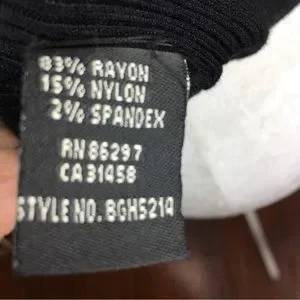 83% RAYON
15% NYLON
2% SPANDEX
RN 86297
CA 31458
STYLE NO. 8GH5214